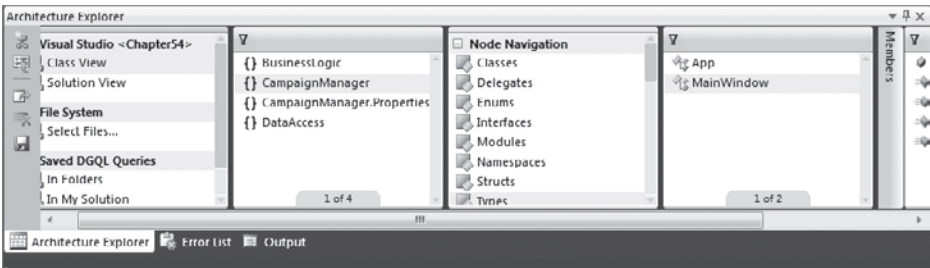 Architecture Explorer
Visual Studio <Chapter54>
Class View
Solution View
File System
Select Files...
Saved DGQL Queries
In Folders
In My Solution
{} BusinessLogic
{} CampaignManager
{} CampaignManager.Properties
{} DataAccess
1 of 4
Node Navigation
Classes
Delegates
Enums
Interfaces
Modules
Namespaces
Structs
Types
App
MainWindow
1 of 2
Members
Architecture Explorer
Error List
Output